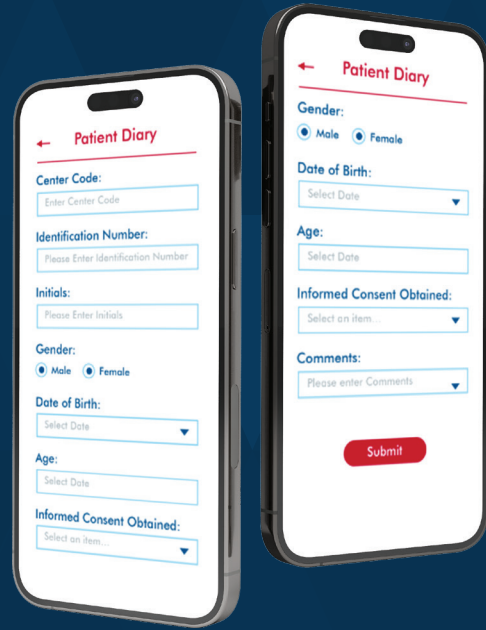 Patient Diary
Center Code:
Enter Center Code
Identification Number:
Please Enter Identification Number
Initials:
Please Enter Initials
Gender:
Male Female
Date of Birth:
Select Date
Age:
Select Date
Informed Consent Obtained:
Select an item...
Patient Diary
Gender:
Male Female
Date of Birth:
Select Date
Age:
Select Date
Informed Consent Obtained:
Select an item...
Comments:
Please enter Comments
Submit